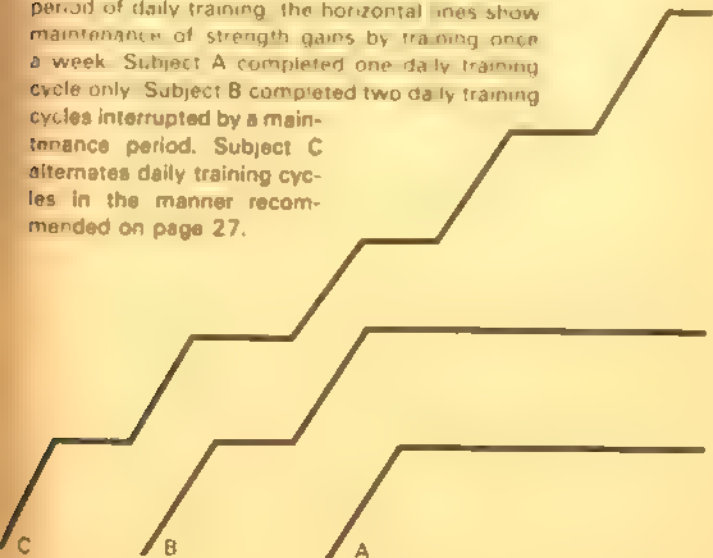 period of daily training the horizontal lines show
maintenance of strength gains by training once
a week Subject A completed one daily training
cycle only Subject B completed two daily training
cycles interrupted by a main-
tenance period. Subject C
alternates daily training cyc-
les in the manner recom-
mended on page 27.
C B A